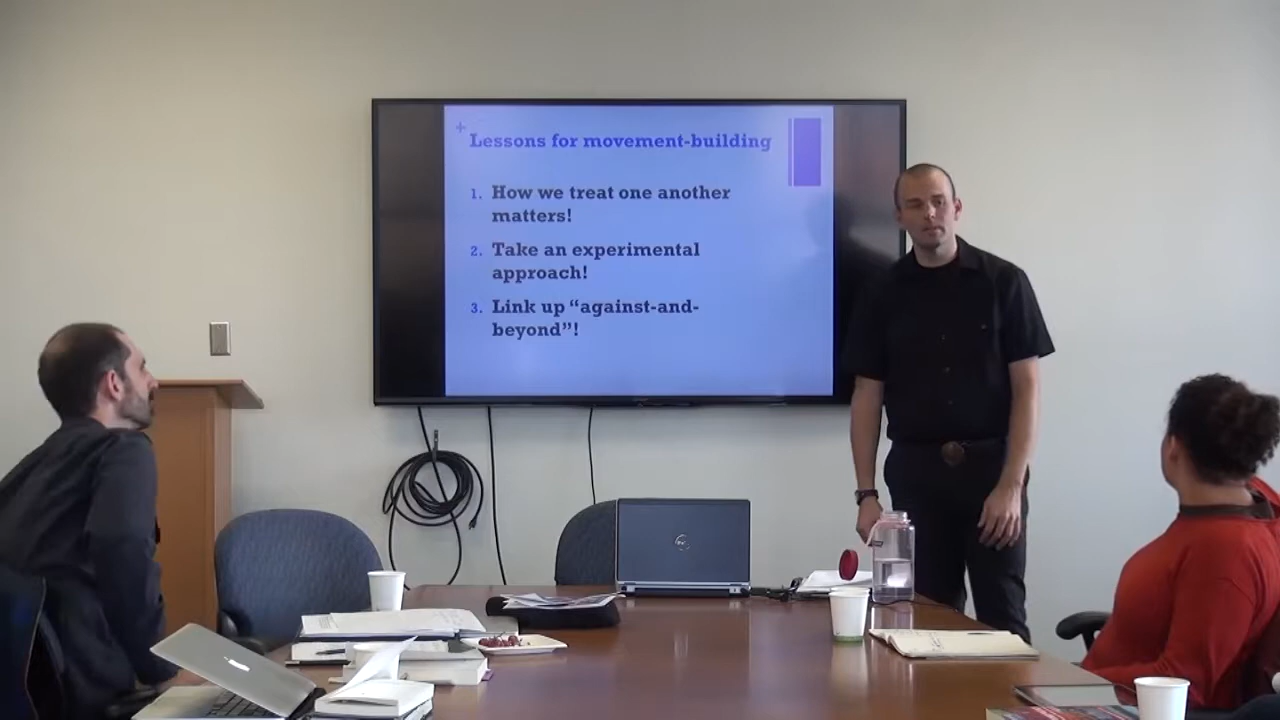 +
Lessons for movement-building
1. How we treat one another
matters!
2. Take an experimental
approach!
3. Link up “against-and-
beyond”!